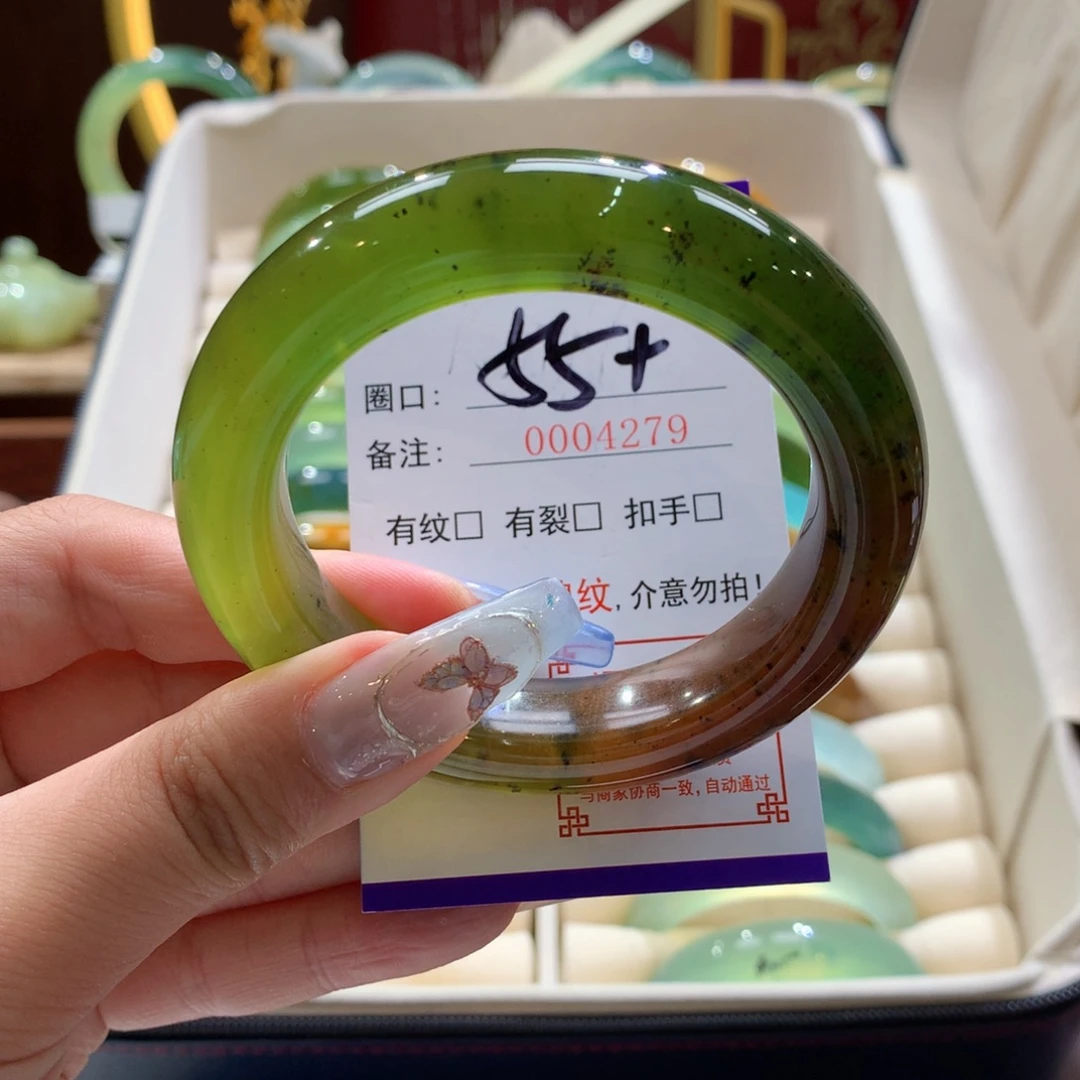 圈口: 55+
备注: 0004279
有纹□ 有裂□ 扣手□
纹, 介意勿拍!
与商家协商一致, 自动通过